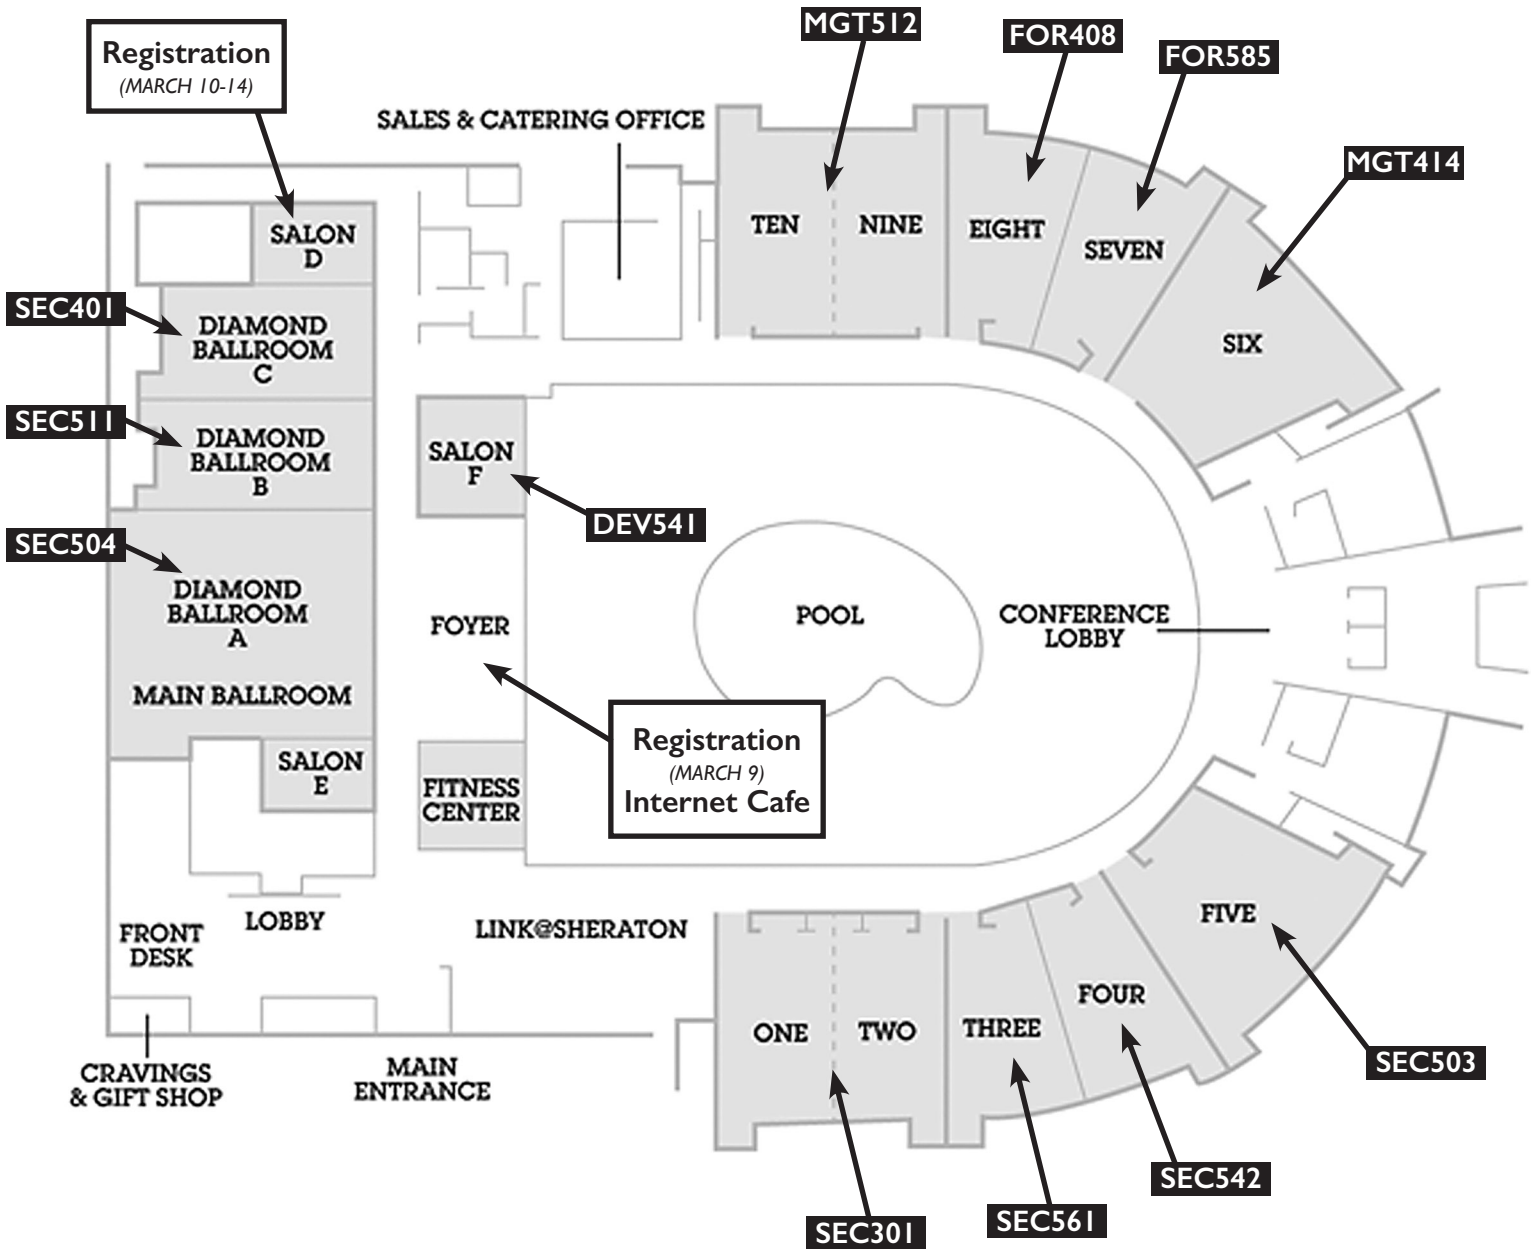 MGT512
FOR408
FOR585
Registration
(MARCH 10-14)
SALES & CATERING OFFICE
MGT414
SALON
D
TEN
NINE
EIGHT
SEVEN
SIX
SEC401
DIAMOND
BALLROOM
C
SEC511
DIAMOND
BALLROOM
B
SALON
F
DEV541
SEC504
DIAMOND
BALLROOM
A
MAIN BALLROOM
FOYER
POOL
CONFERENCE
LOBBY
Registration
(MARCH 9)
Internet Cafe
SALON
E
FITNESS
CENTER
FRONT
DESK
LOBBY
LINK@SHERATON
FIVE
FOUR
ONE
TWO
THREE
SEC503
CRAVINGS
& GIFT SHOP
MAIN
ENTRANCE
SEC542
SEC561
SEC301